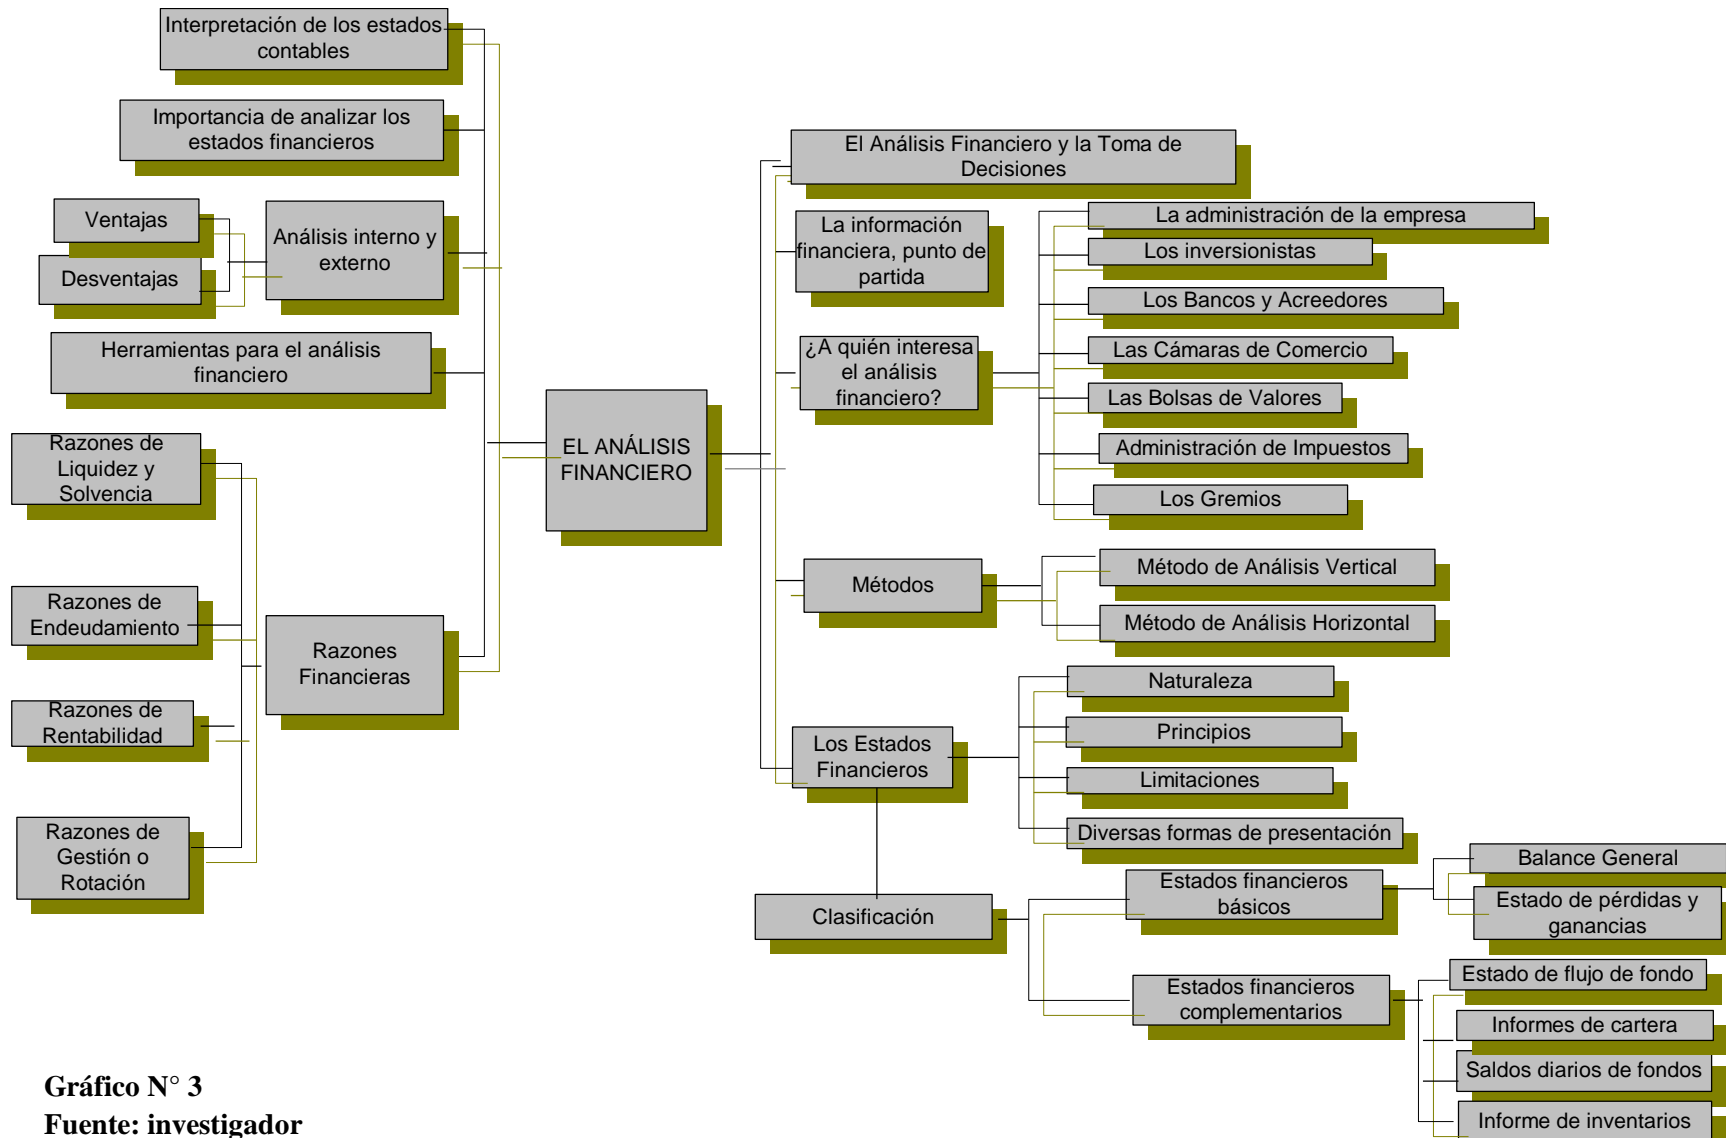 Interpretación de los estados
contables
Importancia de analizar los
estados financieros
Ventajas
Desventajas
Análisis interno y
externo
Herramientas para el análisis
financiero
Razones de
Liquidez y
Solvencia
Razones de
Endeudamiento
Razones de
Rentabilidad
Razones de
Gestión o
Rotación
Razones
Financieras
EL ANÁLISIS
FINANCIERO
El Análisis Financiero y la Toma de
Decisiones
La información
financiera, punto de
partida
¿A quién interesa
el análisis
financiero?
La administración de la empresa
Los inversionistas
Los Bancos y Acreedores
Las Cámaras de Comercio
Las Bolsas de Valores
Administración de Impuestos
Los Gremios
Métodos
Método de Análisis Vertical
Método de Análisis Horizontal
Los Estados
Financieros
Naturaleza
Principios
Limitaciones
Diversas formas de presentación
Clasificación
Estados financieros
básicos
Balance General
Estado de pérdidas y
ganancias
Estados financieros
complementarios
Estado de flujo de fondo
Informes de cartera
Saldos diarios de fondos
Informe de inventarios
Gráfico N° 3
Fuente: investigador